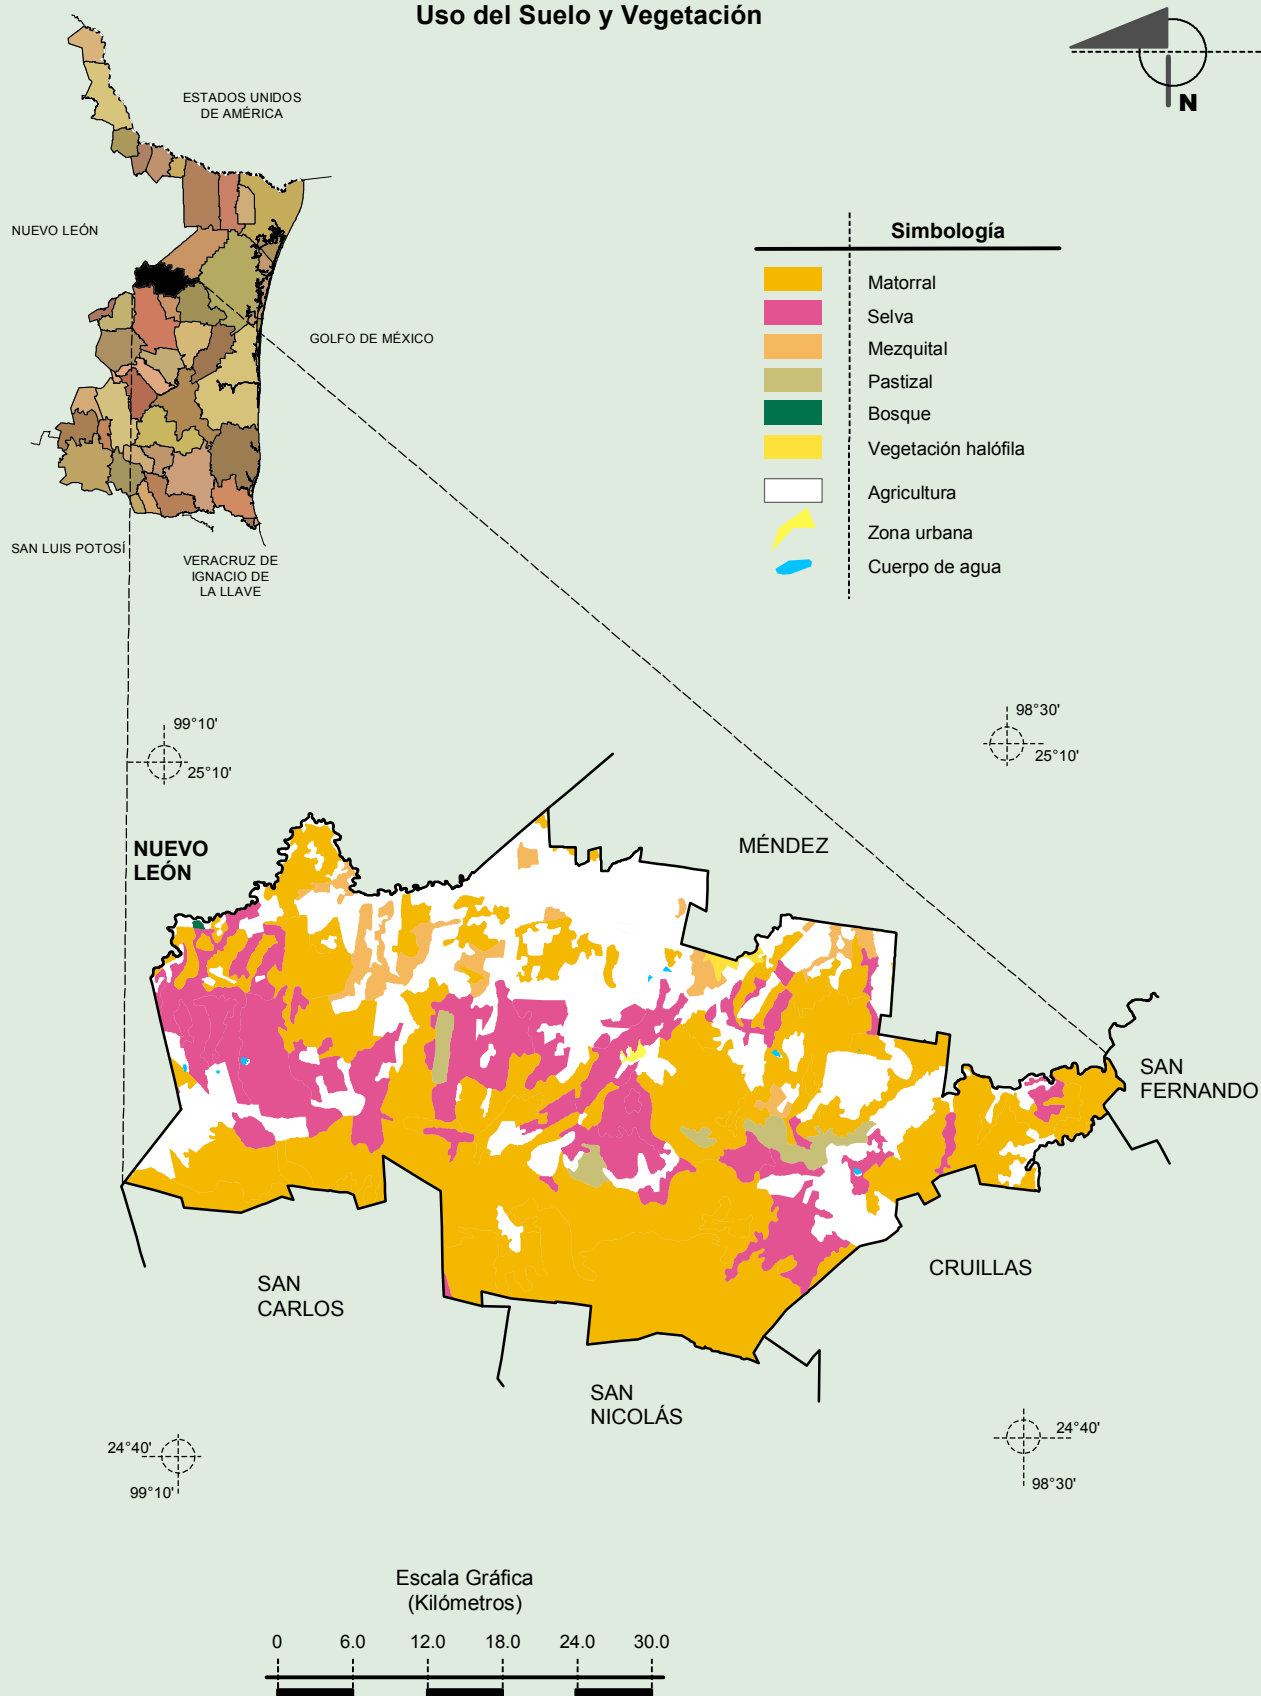 Uso del Suelo y Vegetación
N
ESTADOS UNIDOS
DE AMÉRICA
NUEVO LEÓN
GOLFO DE MÉXICO
SAN LUIS POTOSÍ
VERACRUZ DE
IGNACIO DE
LA LLAVE
Simbología
Matorral
Selva
Mezquital
Pastizal
Bosque
Vegetación halófila
Agricultura
Zona urbana
Cuerpo de agua
99°10'
25°10'
98°30'
25°10'
NUEVO
LEÓN
MÉNDEZ
SAN
FERNANDO
CRUILLAS
SAN
CARLOS
SAN
NICOLÁS
24°40'
99°10'
24°40'
98°30'
Escala Gráfica
(Kilómetros)
0 6.0 12.0 18.0 24.0 30.0